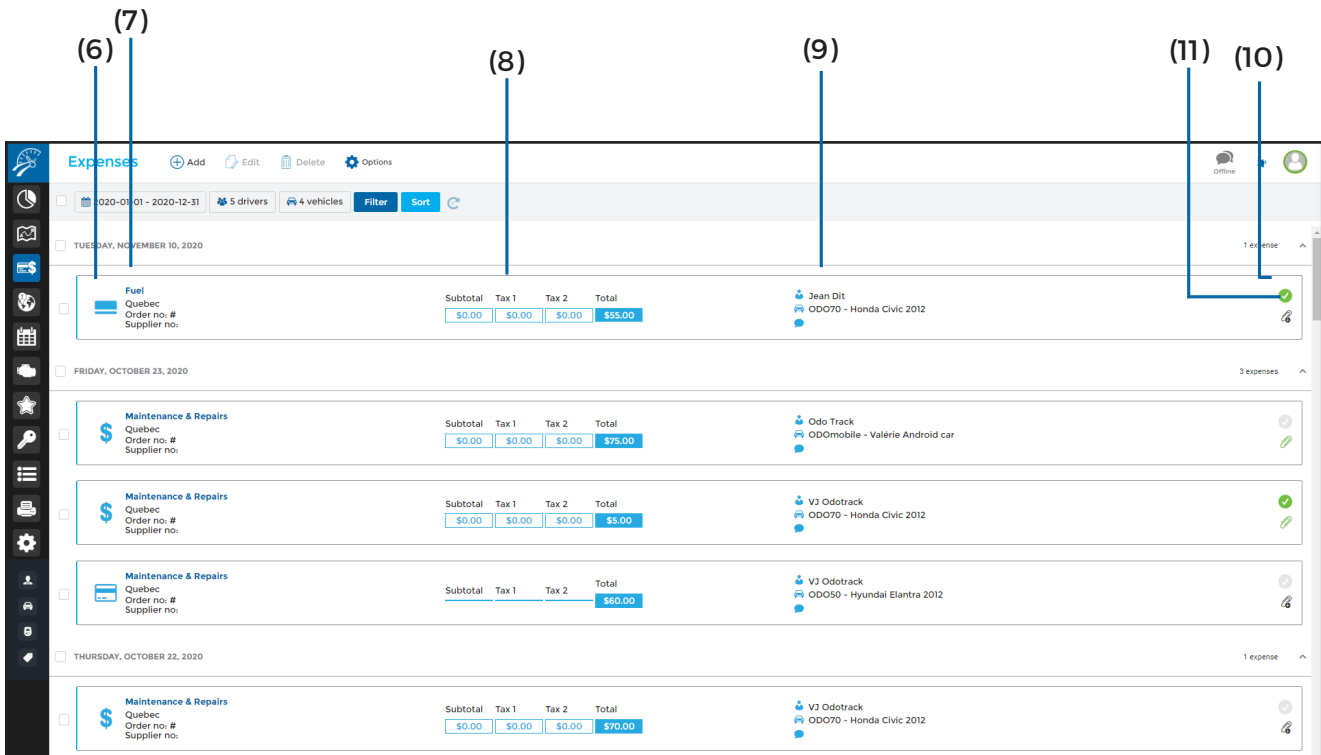 (7)
(6)
(8)
(9)
(11)
(10)
Expenses Add Edit Delete Options Offline
2020-01-01 - 2020-12-31 5 drivers 4 vehicles Filter Sort
TUESDAY, NOVEMBER 10, 2020 1 expense
Fuel
Quebec
Order no: #
Supplier no:
Subtotal Tax 1 Tax 2 Total
$0.00 $0.00 $0.00 $55.00
Jean Dit
ODO70 - Honda Civic 2012
FRIDAY, OCTOBER 23, 2020 3 expenses
Maintenance & Repairs
Quebec
Order no: #
Supplier no:
Subtotal Tax 1 Tax 2 Total
$0.00 $0.00 $0.00 $75.00
Odo Track
ODOmobile - Valérie Android car
Maintenance & Repairs
Quebec
Order no: #
Supplier no:
Subtotal Tax 1 Tax 2 Total
$0.00 $0.00 $0.00 $5.00
VJ Odotrack
ODO70 - Honda Civic 2012
Maintenance & Repairs
Quebec
Order no: #
Supplier no:
Subtotal Tax 1 Tax 2 Total
$60.00
VJ Odotrack
ODO50 - Hyundai Elantra 2012
THURSDAY, OCTOBER 22, 2020 1 expense
Maintenance & Repairs
Quebec
Order no: #
Supplier no:
Subtotal Tax 1 Tax 2 Total
$0.00 $0.00 $0.00 $70.00
VJ Odotrack
ODO70 - Honda Civic 2012